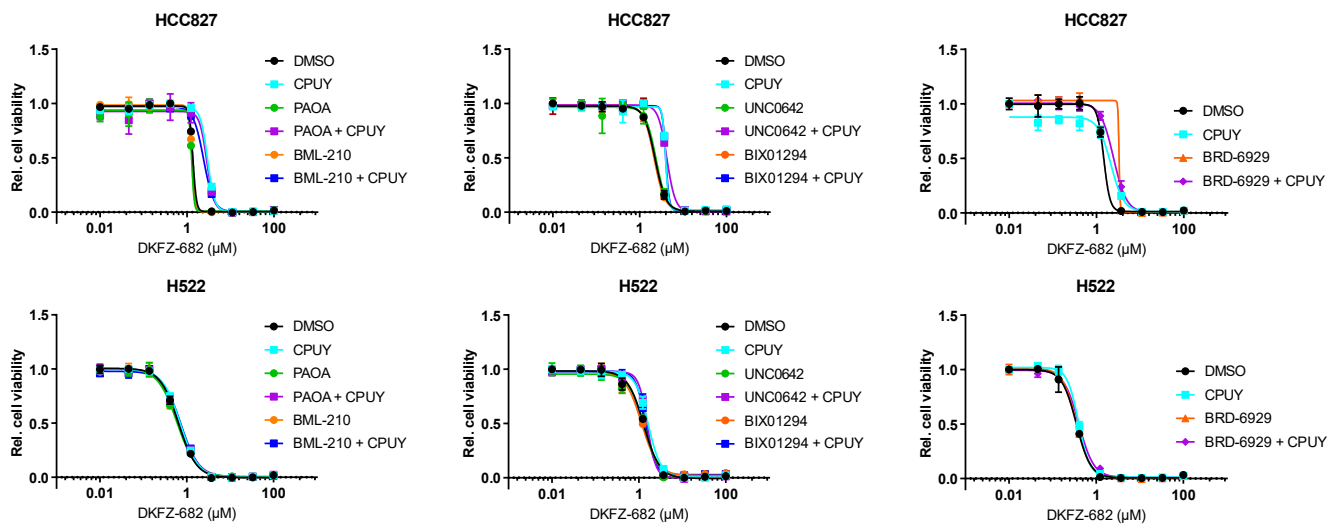 HCC827
Rel. cell viability
1.5
1.0
0.5
0.0
0.01
1
100
DKFZ-682 (µM)
DMSO
CPUY
PAOA
PAOA + CPUY
BML-210
BML-210 + CPUY
HCC827
Rel. cell viability
1.5
1.0
0.5
0.0
0.01
1
100
DKFZ-682 (µM)
DMSO
CPUY
UNC0642
UNC0642 + CPUY
BIX01294
BIX01294 + CPUY
HCC827
Rel. cell viability
1.5
1.0
0.5
0.0
0.01
1
100
DKFZ-682 (µM)
DMSO
CPUY
BRD-6929
BRD-6929 + CPUY
H522
Rel. cell viability
1.5
1.0
0.5
0.0
0.01
1
100
DKFZ-682 (µM)
DMSO
CPUY
PAOA
PAOA + CPUY
BML-210
BML-210 + CPUY
H522
Rel. cell viability
1.5
1.0
0.5
0.0
0.01
1
100
DKFZ-682 (µM)
DMSO
CPUY
UNC0642
UNC0642 + CPUY
BIX01294
BIX01294 + CPUY
H522
Rel. cell viability
1.5
1.0
0.5
0.0
0.01
1
100
DKFZ-682 (µM)
DMSO
CPUY
BRD-6929
BRD-6929 + CPUY